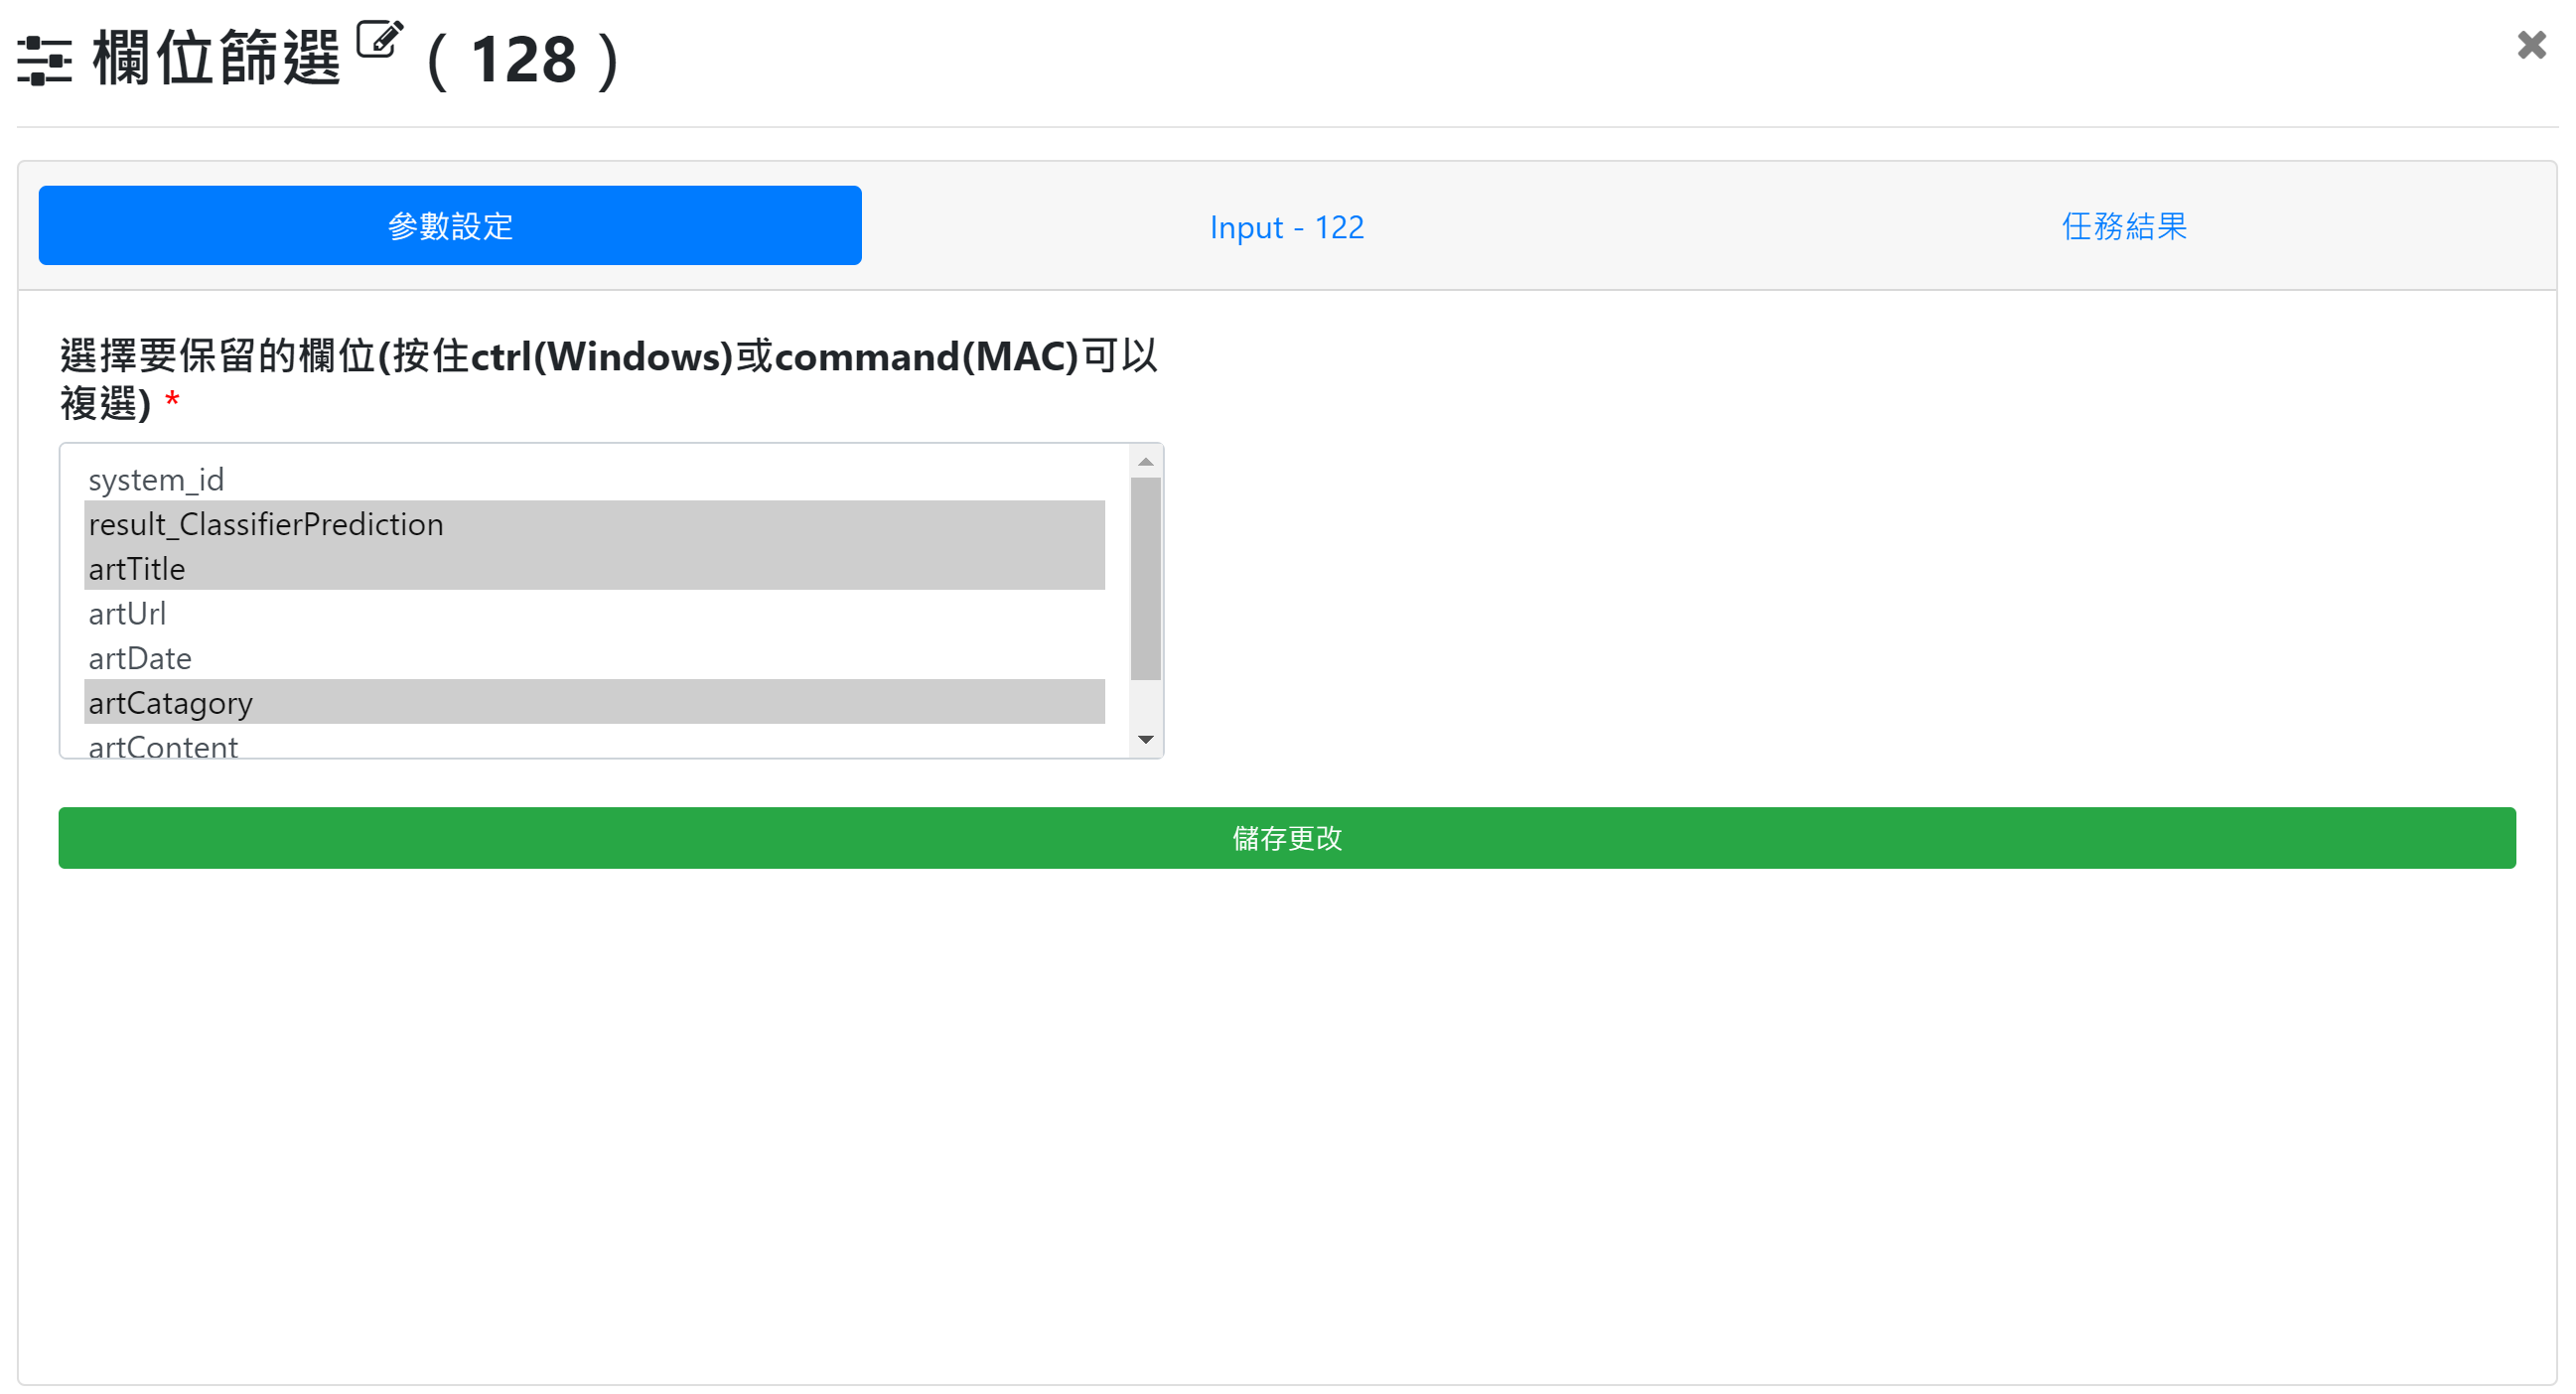 欄位篩選 ( 128 )
參數設定
Input - 122
任務結果
選擇要保留的欄位(按住ctrl(Windows)或command(MAC)可以
複選) *
system_id
result_ClassifierPrediction
artTitle
artUrl
artDate
artCatagory
artContent
儲存更改